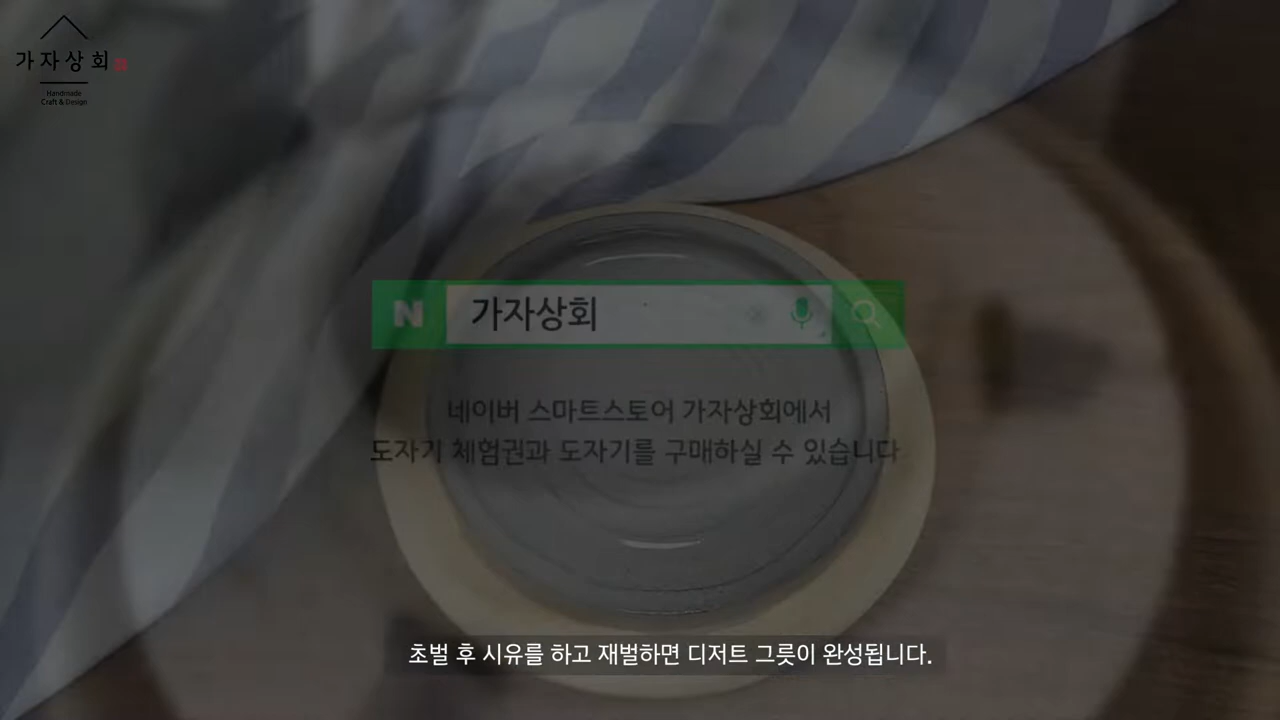 가자상회
Handmade
Craft & Design
N 가자상회
네이버 스마트스토어 가자상회에서
도자기 체험권과 도자기를 구매하실 수 있습니다
초벌 후 시유를 하고 재벌하면 디저트 그릇이 완성됩니다.